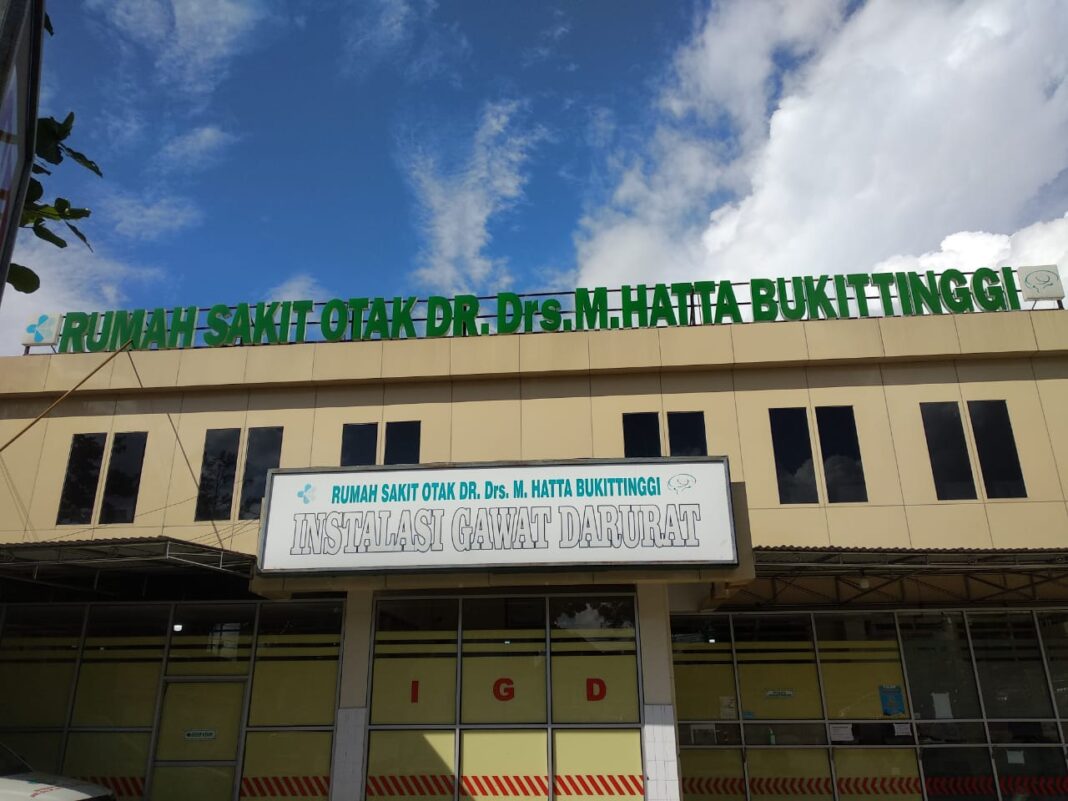 RUMAH SAKIT OTAK DR. Drs. M. HATTA BUKITTINGGI
RUMAH SAKIT OTAK DR. Drs. M. HATTA BUKITTINGGI
INSTALASI GAWAT DARURAT
I G D